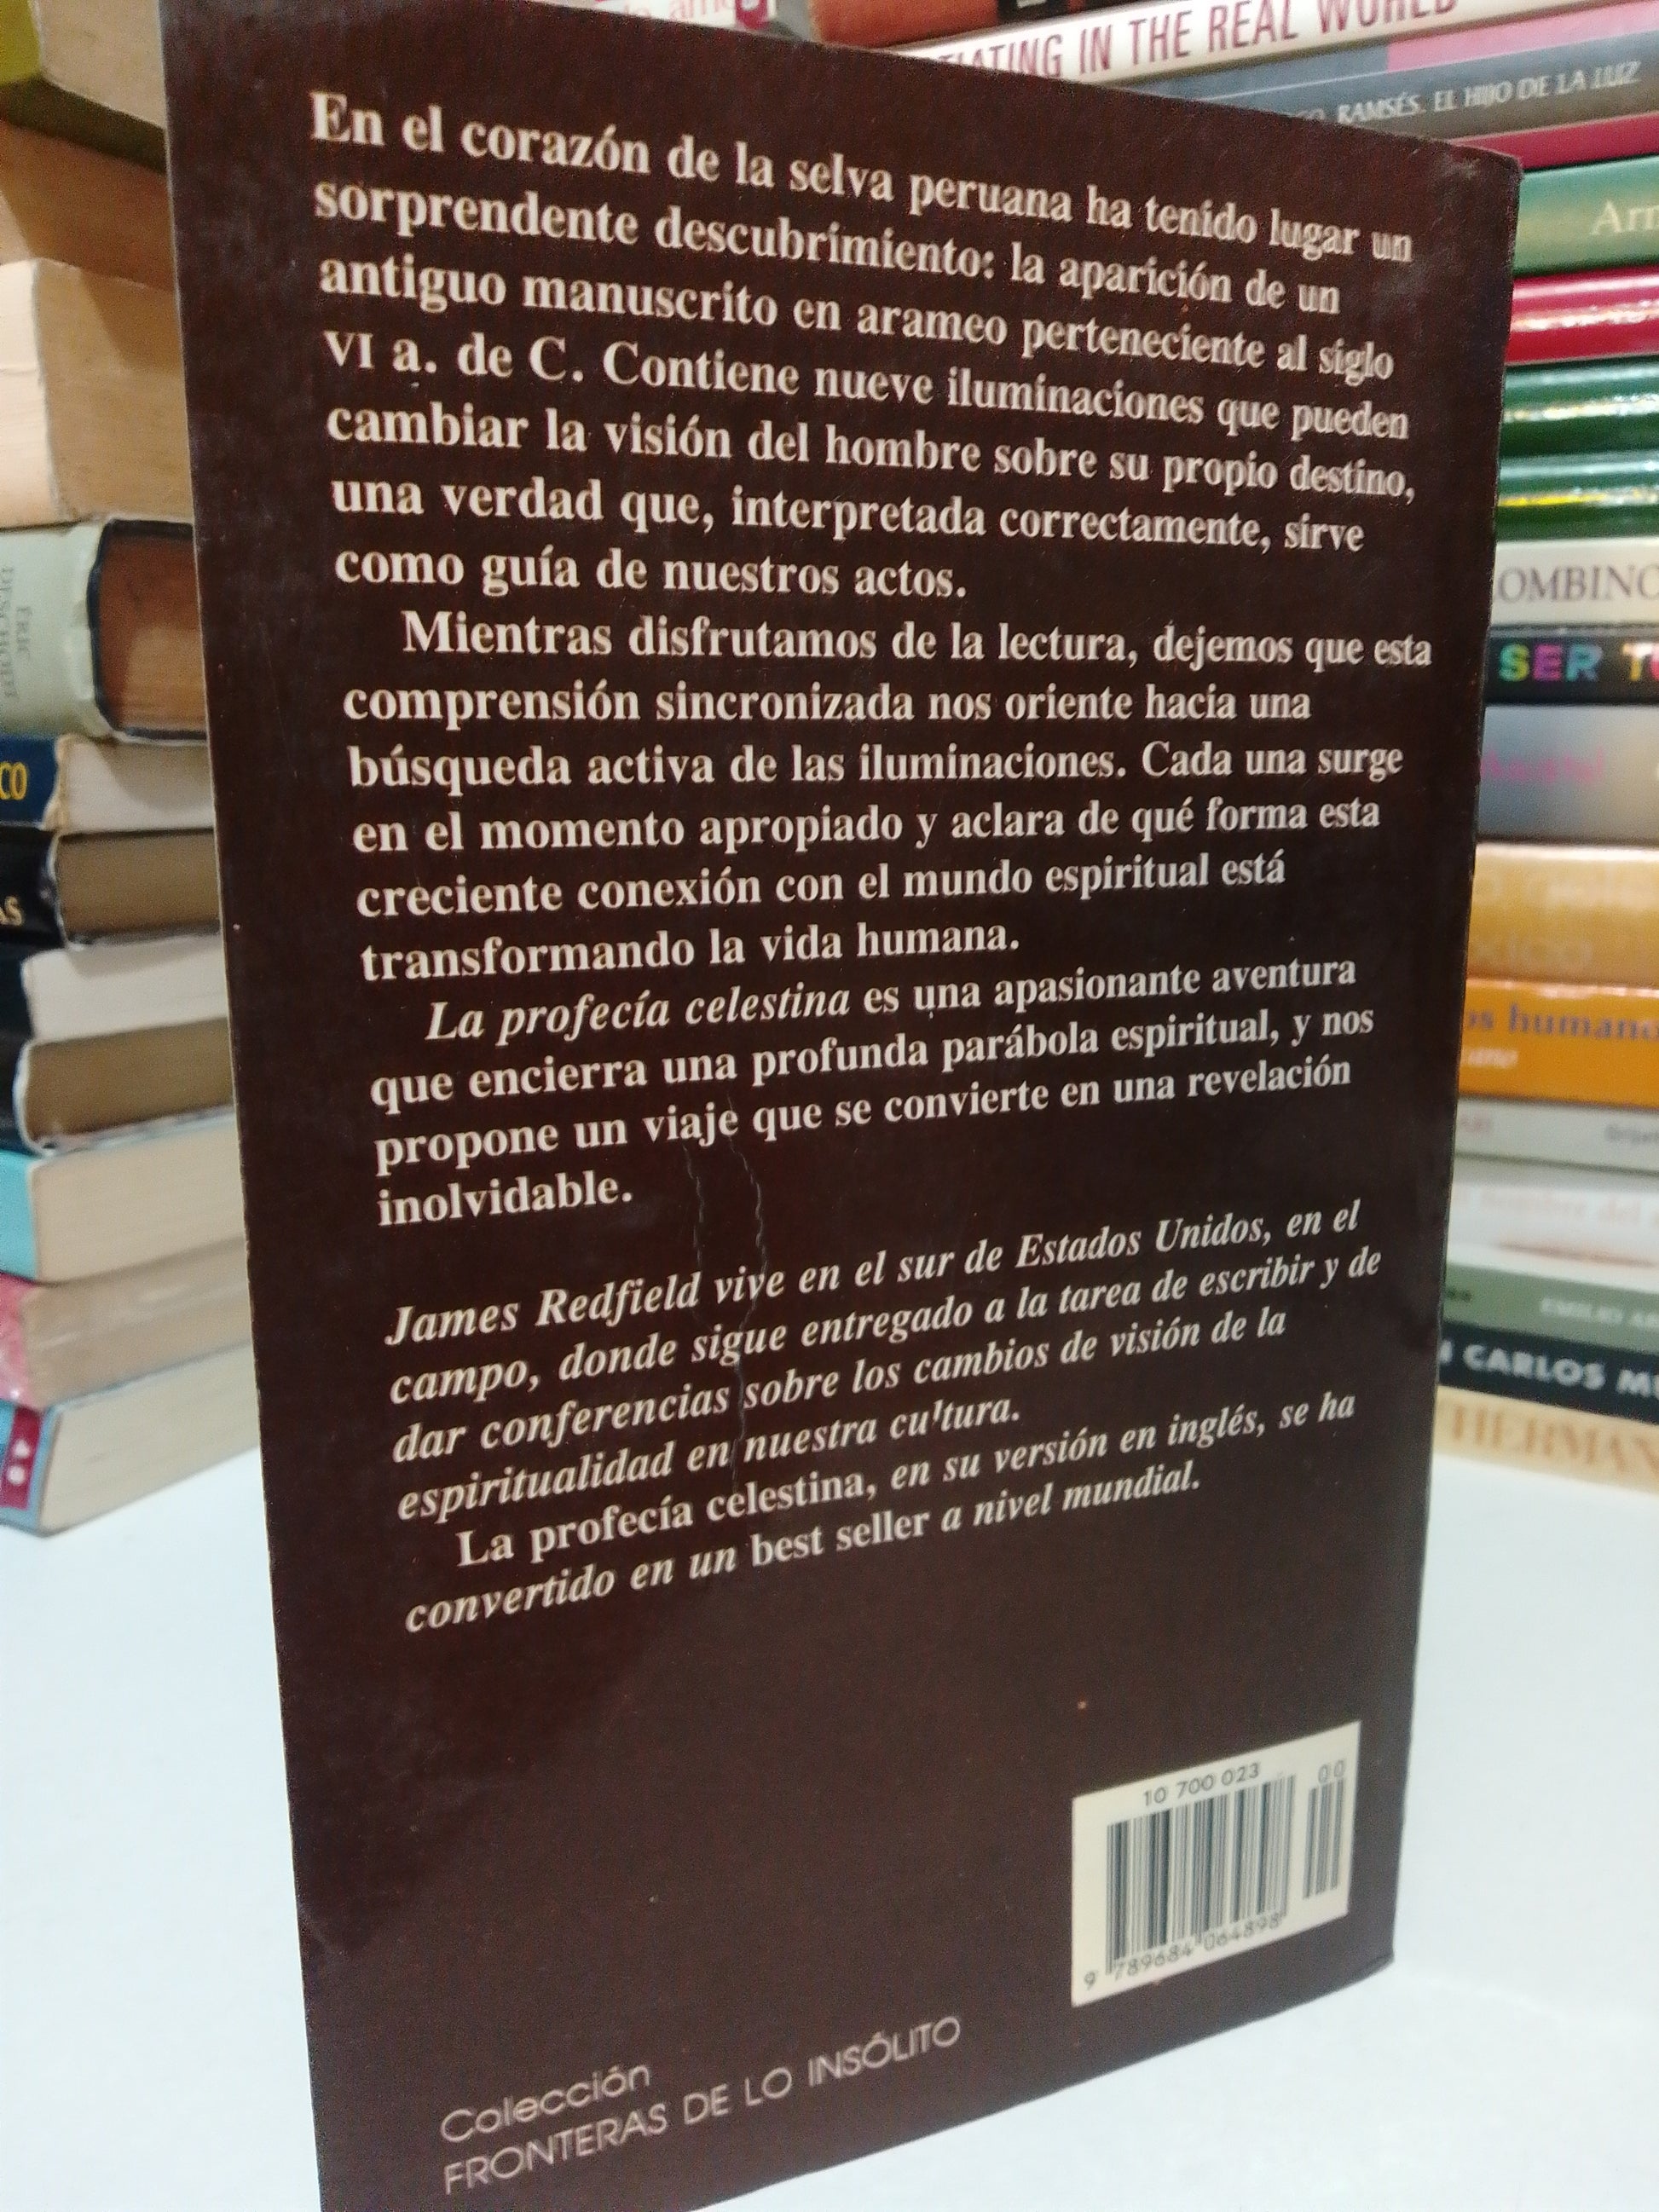 En el corazón de la selva peruana ha tenido lugar un
sorprendente descubrimiento: la aparición de un
antiguo manuscrito en arameo perteneciente al siglo
VI a. de C. Contiene nueve iluminaciones que pueden
cambiar la visión del hombre sobre su propio destino,
una verdad que, interpretada correctamente, sirve
como guía de nuestros actos.
Mientras disfrutamos de la lectura, dejemos que esta
comprensión sincronizada nos oriente hacia una
búsqueda activa de las iluminaciones. Cada una surge
en el momento apropiado y aclara de qué forma esta
creciente conexión con el mundo espiritual está
transformando la vida humana.
La profecía celestina es una apasionante aventura
que encierra una profunda parábola espiritual, y nos
propone un viaje que se convierte en una revelación
inolvidable.
James Redfield vive en el sur de Estados Unidos, en el
campo, donde sigue entregado a la tarea de escribir y de
dar conferencias sobre los cambios de visión de la
espiritualidad en nuestra cultura.
La profecía celestina, en su versión en inglés, se ha
convertido en un best seller a nivel mundial.
10 700 023 00
9 789684 064898
Colección
FRONTERAS DE LO INSÓLITO
IN THE REAL WORLD
RAMSÉS. EL HIJO DE LA LUZ
SER
CARLOS